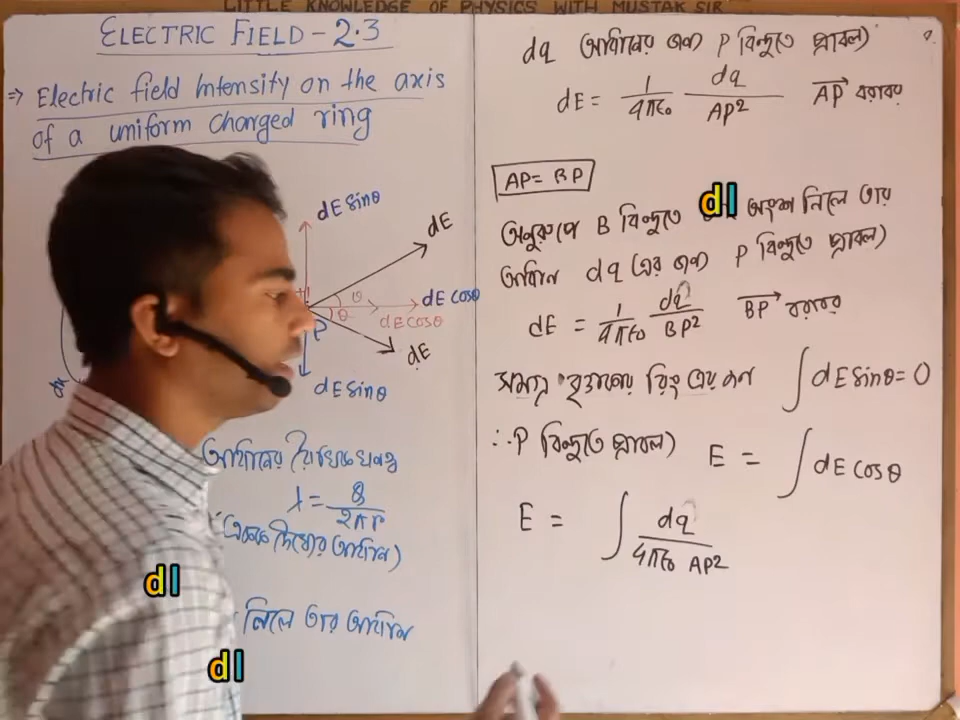 LITTLE KNOWLEDGE OF PHYSICS WITH MUSTAK SIR
ELECTRIC FIELD - 2.3
⇒ Electric field Intensity on the axis
of a uniform charged ring
dE sinθ
dE
θ
dE cosθ
θ
dE cosθ
P
dE
dE sinθ
আধানের রৈখিক ঘনত্ব
λ = Q/2πr
(একক দৈর্ঘ্যের আধান)
dl
নিলে তার আধান
dl
dq আধানের জন্য P বিন্দুতে প্রাবল্য
dE = 1/4πε₀ dq/AP² AP→ বরাবর
AP = BP
অনুরূপে B বিন্দুতে dl অংশ নিলে তার
আধান dq এর জন্য P বিন্দুতে প্রাবল্য
dE = 1/4πε₀ dq/BP² BP→ বরাবর
সমগ্র বৃত্তাকার রিং এর জন্য ∫ dE sinθ = 0
∴ P বিন্দুতে প্রাবল্য E = ∫ dE cosθ
E = ∫ dq/4πε₀ AP²